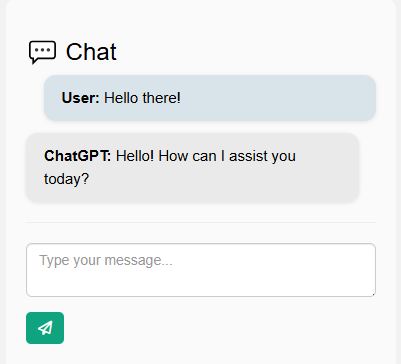 Chat
User: Hello there!
ChatGPT: Hello! How can I assist you
today?
Type your message...